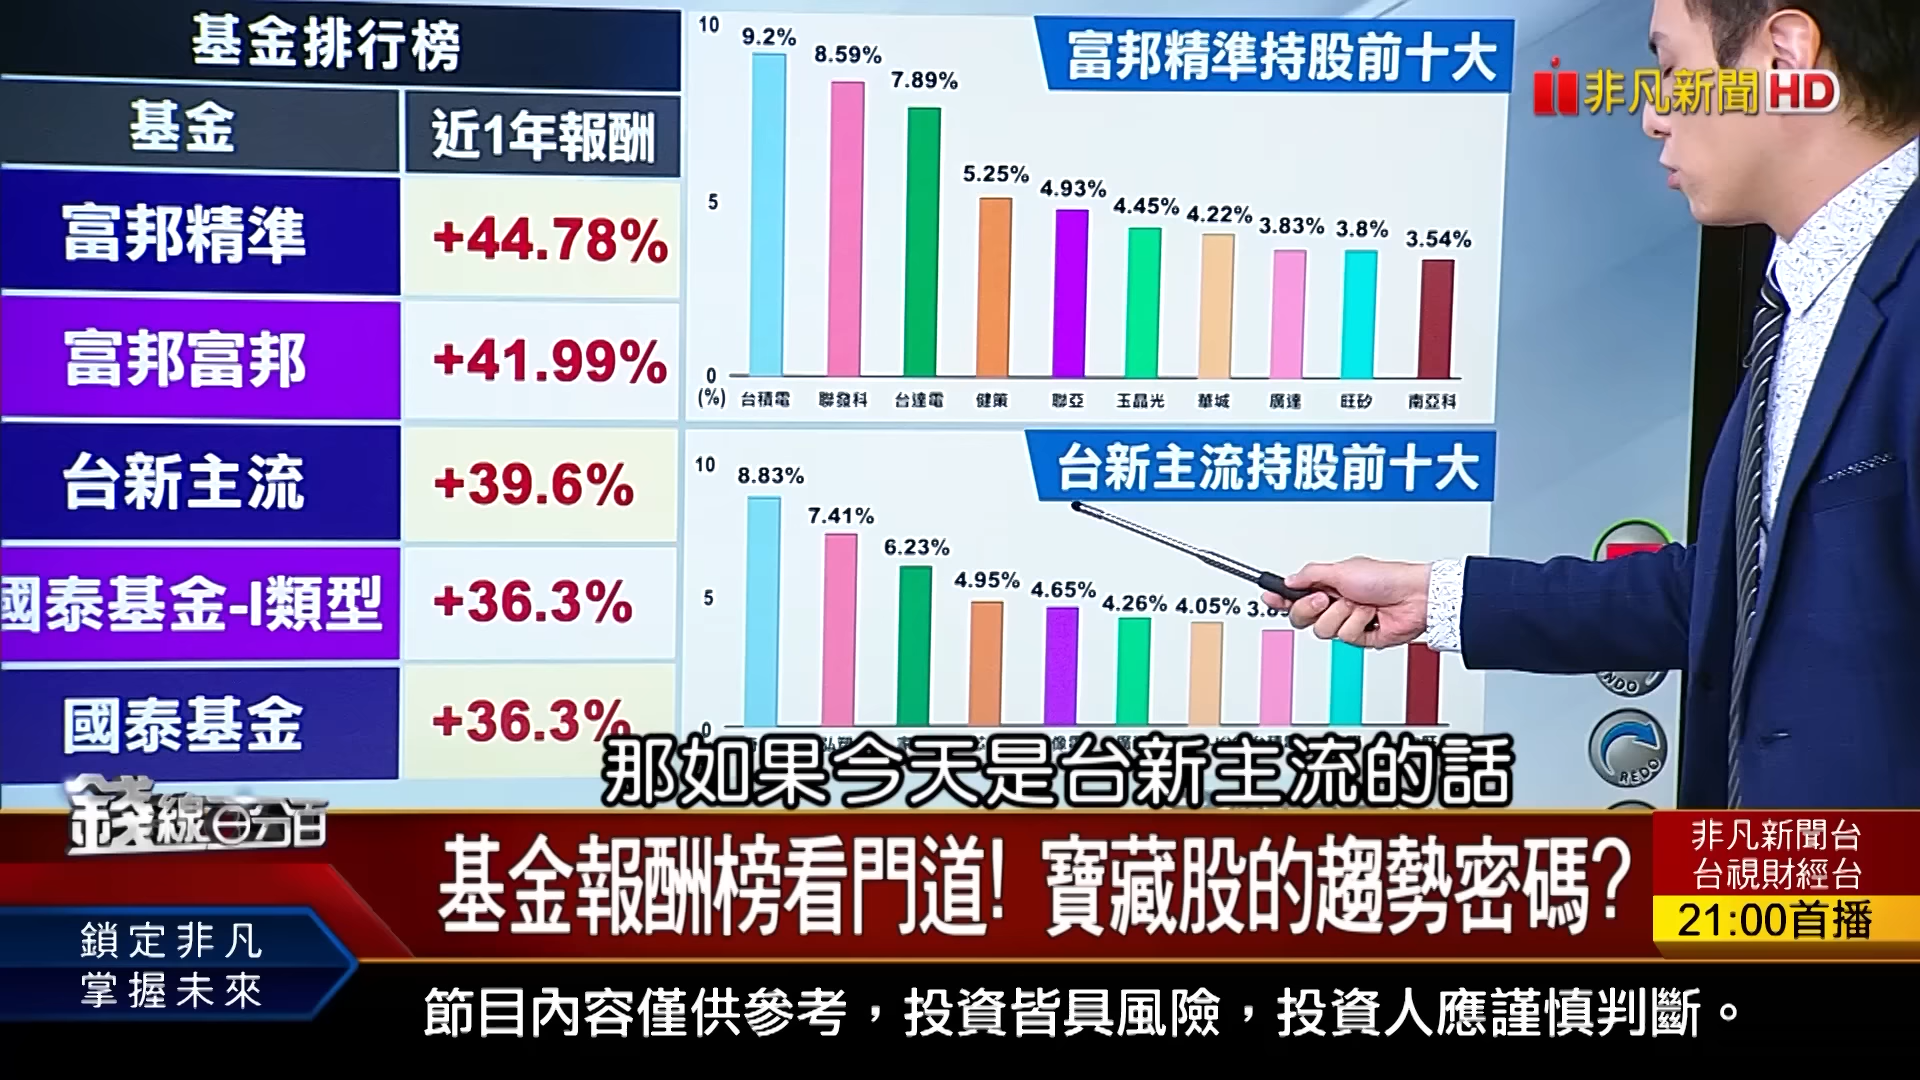 基金排行榜
基金 近1年報酬
富邦精準 +44.78%
富邦富邦 +41.99%
台新主流 +39.6%
國泰基金-I類型 +36.3%
國泰基金 +36.3%
富邦精準持股前十大
10
5
0
(%)
9.2% 8.59% 7.89% 5.25% 4.93% 4.45% 4.22% 3.83% 3.8% 3.54%
台積電 聯發科 台達電 健策 聯亞 玉晶光 華城 廣達 旺矽 南亞科
台新主流持股前十大
10
5
0
8.83% 7.41% 6.23% 4.95% 4.65% 4.26% 4.05%
非凡新聞HD
REDO
那如果今天是台新主流的話
錢線百分百
基金報酬榜看門道! 寶藏股的趨勢密碼?
非凡新聞台
台視財經台
21:00首播
鎖定非凡
掌握未來
節目內容僅供參考，投資皆具風險，投資人應謹慎判斷。